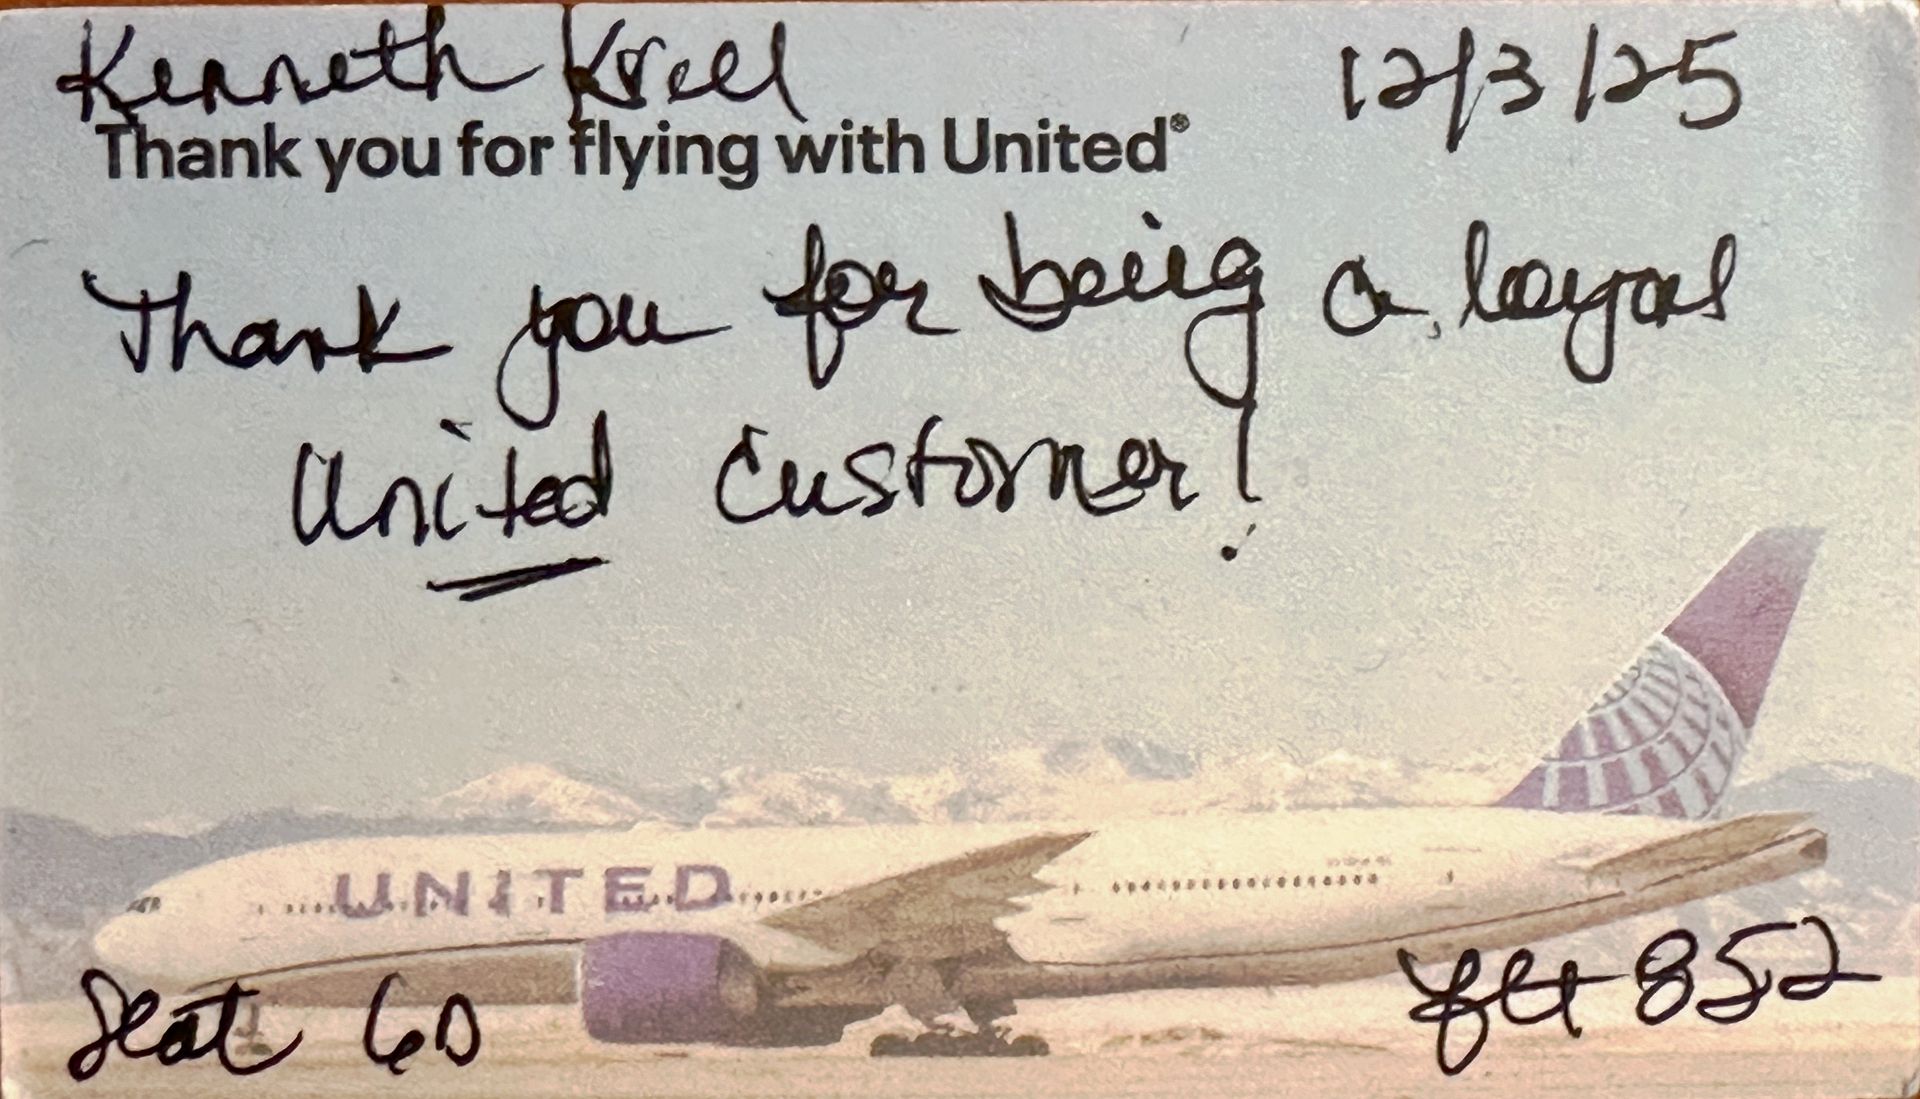 Kenneth Krell 12/3/25
Thank you for flying with United®
Thank you for being a loyal
United customer!
UNITED
Seat 6D flt 852